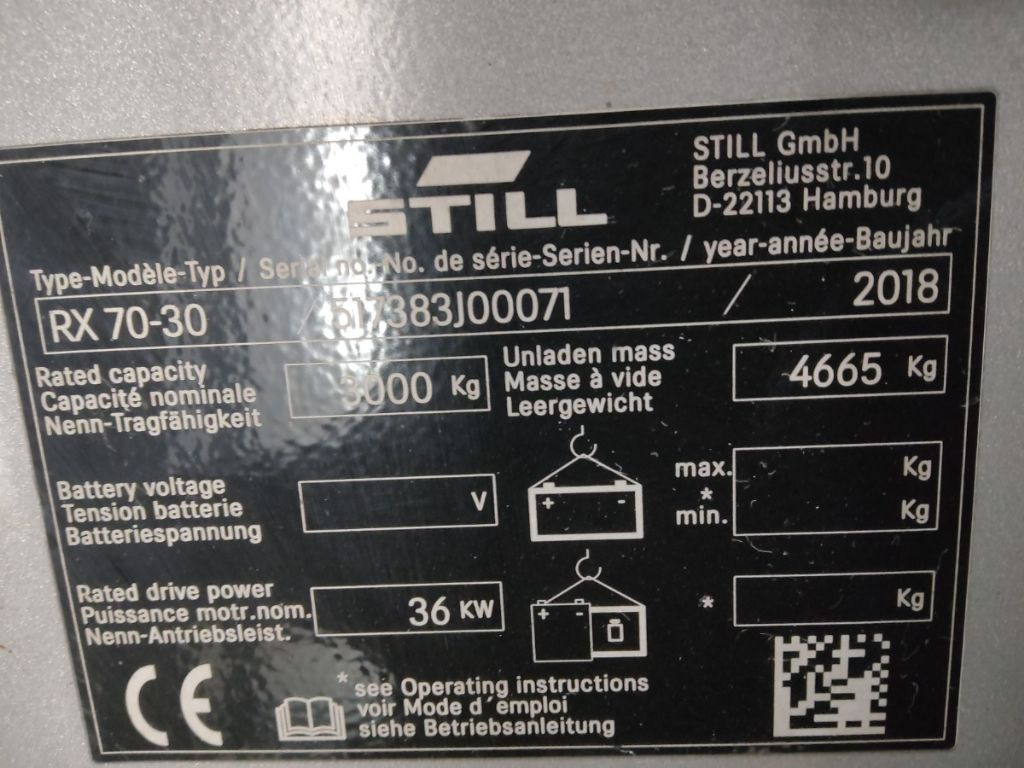 STILL
STILL GmbH
Berzeliusstr.10
D-22113 Hamburg
Type-Modèle-Typ / Serial no. No. de série-Serien-Nr. / year-année-Baujahr
RX 70-30 / 517383J00071 / 2018
Rated capacity
Capacité nominale
Nenn-Tragfähigkeit
3000 Kg
Unladen mass
Masse à vide
Leergewicht
4665 Kg
Battery voltage
Tension batterie
Batteriespannung
V
+ -
max.
*
min.
Kg
Kg
Rated drive power
Puissance motr.nom.
Nenn-Antriebsleist.
36 KW
+ -
*
Kg
CE
* see Operating instructions
voir Mode d´emploi
siehe Betriebsanleitung